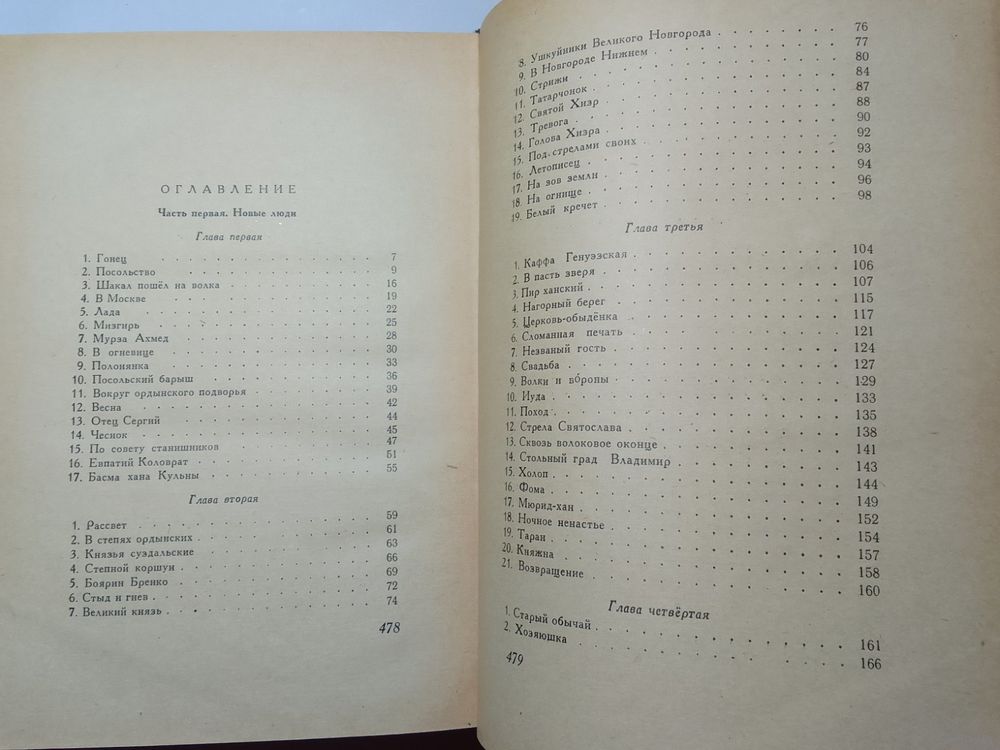 ОГЛАВЛЕНИЕ
Часть первая. Новые люди
Глава первая
1. Гонец . . . . . . . . . . . . . 7
2. Посольство . . . . . . . . . . . . . 9
3. Шакал пошёл на волка . . . . . . . . . . 16
4. В Москве . . . . . . . . . . . . . 19
5. Лада . . . . . . . . . . . . . 22
6. Мизгирь . . . . . . . . . . . . . 25
7. Мурза Ахмед . . . . . . . . . . . . . 28
8. В огневице . . . . . . . . . . . . . 30
9. Полонянка . . . . . . . . . . . . . 33
10. Посольский барыш . . . . . . . . . . . 36
11. Вокруг ордынского подворья . . . . . . . . 39
12. Весна . . . . . . . . . . . . . 42
13. Отец Сергий . . . . . . . . . . . . . 44
14. Чеснок . . . . . . . . . . . . . 45
15. По совету станишников . . . . . . . . . 47
16. Евпатий Коловрат . . . . . . . . . . . 51
17. Басма хана Кульны . . . . . . . . . . . 55
Глава вторая
1. Рассвет . . . . . . . . . . . . . 59
2. В степях ордынских . . . . . . . . . . 61
3. Князья суздальские . . . . . . . . . . 63
4. Степной коршун . . . . . . . . . . . 66
5. Боярин Бренко . . . . . . . . . . . 69
6. Стыд и гнев . . . . . . . . . . . . 72
7. Великий князь . . . . . . . . . . . . 74
478
8. Ушкуйники Великого Новгорода . . . . . . . 76
9. В Новгороде Нижнем . . . . . . . . . . 77
10. Стрижи . . . . . . . . . . . . . 80
11. Татарчонок . . . . . . . . . . . . . 84
12. Святой Хизр . . . . . . . . . . . . . 87
13. Тревога . . . . . . . . . . . . . 88
14. Голова Хизра . . . . . . . . . . . . . 90
15. Под стрелами своих . . . . . . . . . . . 92
16. Летописец . . . . . . . . . . . . . 93
17. На зов земли . . . . . . . . . . . . . 94
18. На огнище . . . . . . . . . . . . . 96
19. Белый кречет . . . . . . . . . . . . . 98
Глава третья
1. Каффа Генуэзская . . . . . . . . . . . 104
2. В пасть зверя . . . . . . . . . . . . 106
3. Пир ханский . . . . . . . . . . . . . 107
4. Нагорный берег . . . . . . . . . . . . 115
5. Церковь-обыдёнка . . . . . . . . . . . 117
6. Сломанная печать . . . . . . . . . . . 121
7. Незваный гость . . . . . . . . . . . . 124
8. Свадьба . . . . . . . . . . . . . 127
9. Волки и вороны . . . . . . . . . . . . 129
10. Иуда . . . . . . . . . . . . . 133
11. Поход . . . . . . . . . . . . . 135
12. Стрела Святослава . . . . . . . . . . . 138
13. Сквозь волоковое оконце . . . . . . . . . 141
14. Стольный град Владимир . . . . . . . . . 143
15. Холоп . . . . . . . . . . . . . 144
16. Фома . . . . . . . . . . . . . 149
17. Мюрид-хан . . . . . . . . . . . . . 152
18. Ночное ненастье . . . . . . . . . . . . 154
19. Таран . . . . . . . . . . . . . 157
20. Княжна . . . . . . . . . . . . . 158
21. Возвращение . . . . . . . . . . . . . 160
Глава четвёртая
1. Старый обычай . . . . . . . . . . . . 161
2. Хозяюшка . . . . . . . . . . . . . 166
479